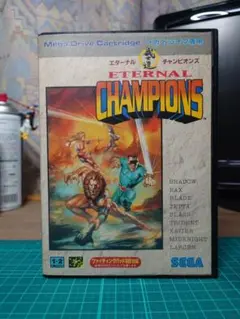 Mega Drive Cartridge
エターナル チャンピオンズ
ETERNAL
CHAMPIONS
SHADOW
RAX
BLADE
JETTA
SLASH
TRIDENT
XAVIER
MIDKNIGHT
LARCEN
SEGA